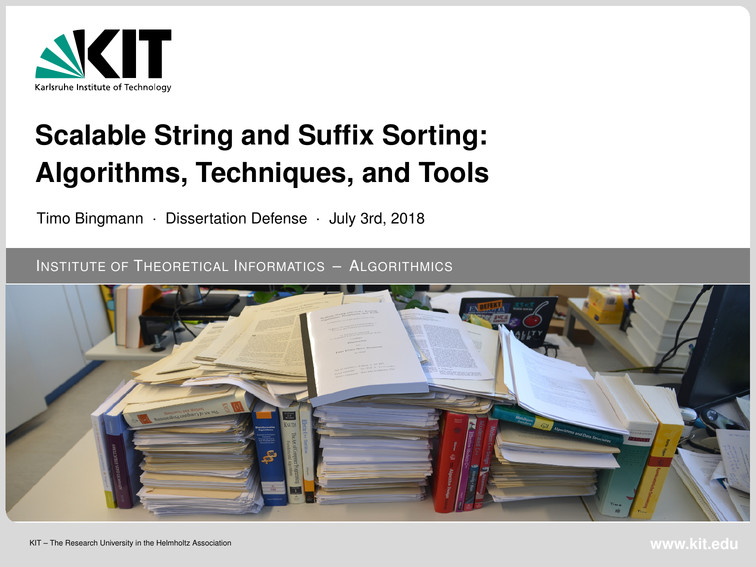 KIT
Karlsruhe Institute of Technology
Scalable String and Suffix Sorting:
Algorithms, Techniques, and Tools
Timo Bingmann · Dissertation Defense · July 3rd, 2018
INSTITUTE OF THEORETICAL INFORMATICS – ALGORITHMICS
KIT – The Research University in the Helmholtz Association
www.kit.edu